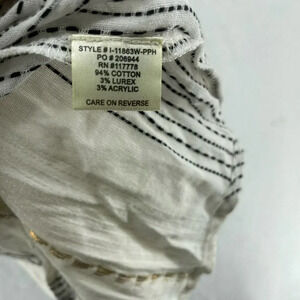 STYLE # I-11863W-PPH
PO # 206944
RN #117778
94% COTTON
3% LUREX
3% ACRYLIC
CARE ON REVERSE